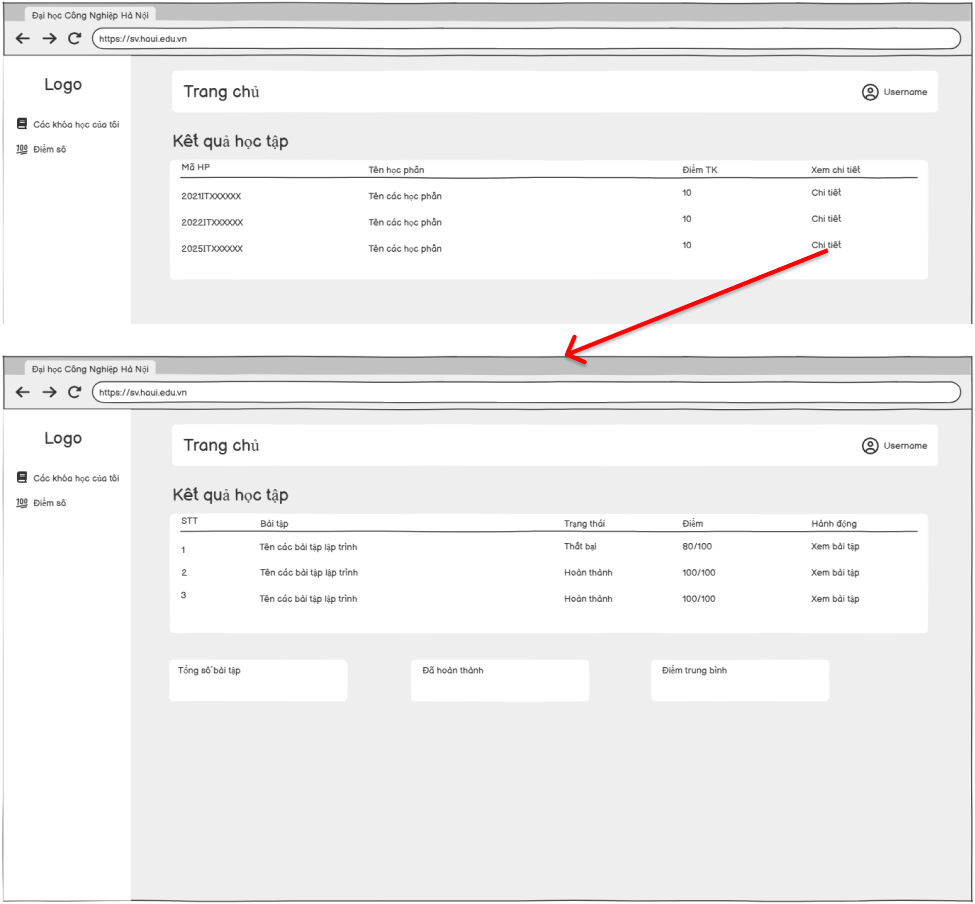 Đại học Công Nghiệp Hà Nội
https://sv.haui.edu.vn
Logo
Các khóa học của tôi
100 Điểm số
Trang chủ
Username
Kết quả học tập
Mã HP Tên học phần Điểm TK Xem chi tiết
2021ITXXXXXX Tên các học phần 10 Chi tiết
2022ITXXXXXX Tên các học phần 10 Chi tiết
2025ITXXXXXX Tên các học phần 10 Chi tiết
Đại học Công Nghiệp Hà Nội
https://sv.haui.edu.vn
Logo
Các khóa học của tôi
100 Điểm số
Trang chủ
Username
Kết quả học tập
STT Bài tập Trạng thái Điểm Hành động
1 Tên các bài tập lập trình Thất bại 80/100 Xem bài tập
2 Tên các bài tập lập trình Hoàn thành 100/100 Xem bài tập
3 Tên các bài tập lập trình Hoàn thành 100/100 Xem bài tập
Tổng số bài tập Đã hoàn thành Điểm trung bình